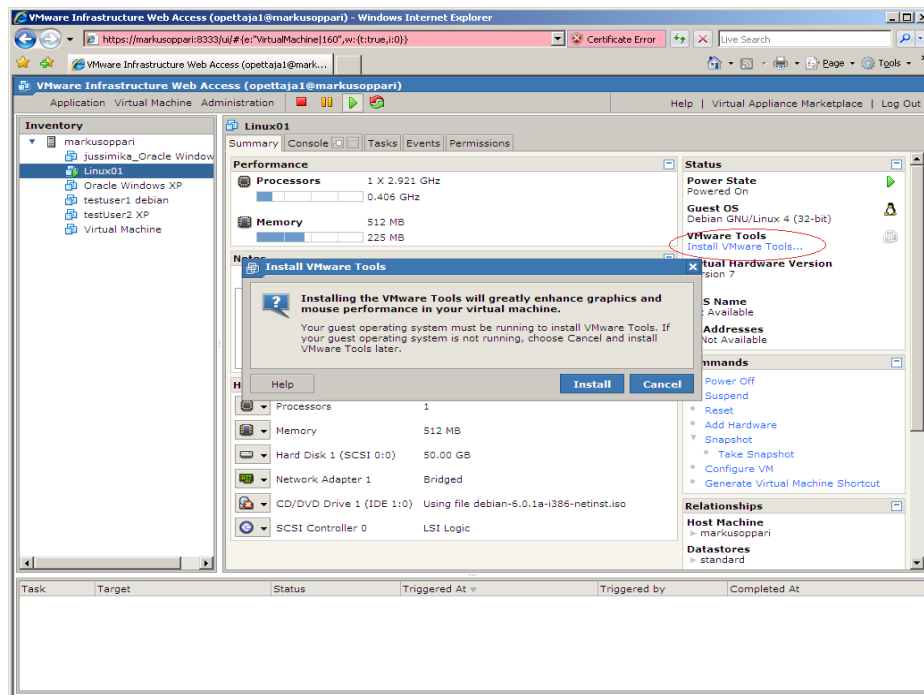 VMware Infrastructure Web Access (opettaja1@markusoppari) - Windows Internet Explorer
https://markusoppari:8333/ui/#{e:"VirtualMachine|160",w:{t:true,i:0}}
Certificate Error
Live Search
VMware Infrastructure Web Access (opettaja1@mark...
Page
Tools
VMware Infrastructure Web Access (opettaja1@markusoppari)
Application Virtual Machine Administration
Help | Virtual Appliance Marketplace | Log Out
Inventory
markusoppari
jussimika_Oracle Window
Linux01
Oracle Windows XP
testuser1 debian
testUser2 XP
Virtual Machine
Linux01
Summary Console Tasks Events Permissions
Performance
Processors 1 X 2.921 GHz
0.406 GHz
Memory 512 MB
225 MB
Notes
Install VMware Tools
Installing the VMware Tools will greatly enhance graphics and
mouse performance in your virtual machine.
Your guest operating system must be running to install VMware Tools. If
your guest operating system is not running, choose Cancel and install
VMware Tools later.
Help Install Cancel
H
Processors 1
Memory 512 MB
Hard Disk 1 (SCSI 0:0) 50.00 GB
Network Adapter 1 Bridged
CD/DVD Drive 1 (IDE 1:0) Using file debian-6.0.1a-i386-netinst.iso
SCSI Controller 0 LSI Logic
Status
Power State
Powered On
Guest OS
Debian GNU/Linux 4 (32-bit)
VMware Tools
Install VMware Tools...
Virtual Hardware Version
rsion 7
S Name
Available
Addresses
Not Available
mmands
Power Off
Suspend
Reset
Add Hardware
Snapshot
Take Snapshot
Configure VM
Generate Virtual Machine Shortcut
Relationships
Host Machine
markusoppari
Datastores
standard
Task Target Status Triggered At Triggered by Completed At